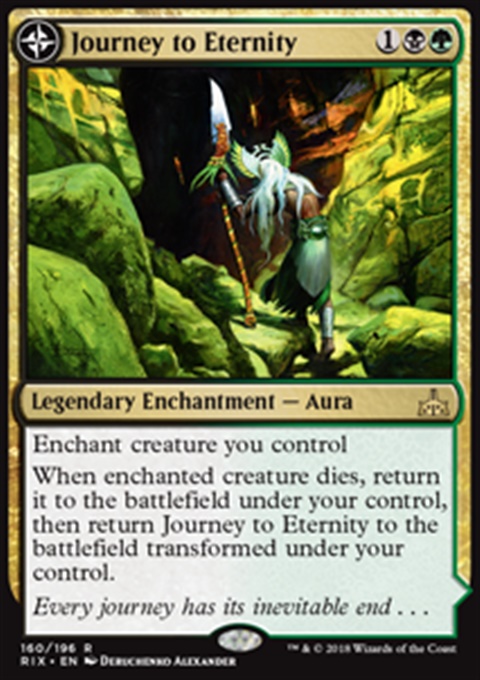 Journey to Eternity 1
Legendary Enchantment — Aura
Enchant creature you control
When enchanted creature dies, return
it to the battlefield under your control,
then return Journey to Eternity to the
battlefield transformed under your
control.
Every journey has its inevitable end . . .
160/196 R
RIX • EN DERUCHENKO ALEXANDER
™ & © 2018 Wizards of the Coast